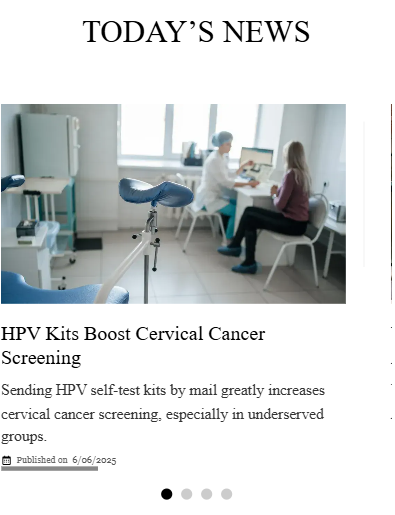 TODAY’S NEWS
HPV Kits Boost Cervical Cancer
Screening
Sending HPV self-test kits by mail greatly increases
cervical cancer screening, especially in underserved
groups.
Published on 6/06/2025